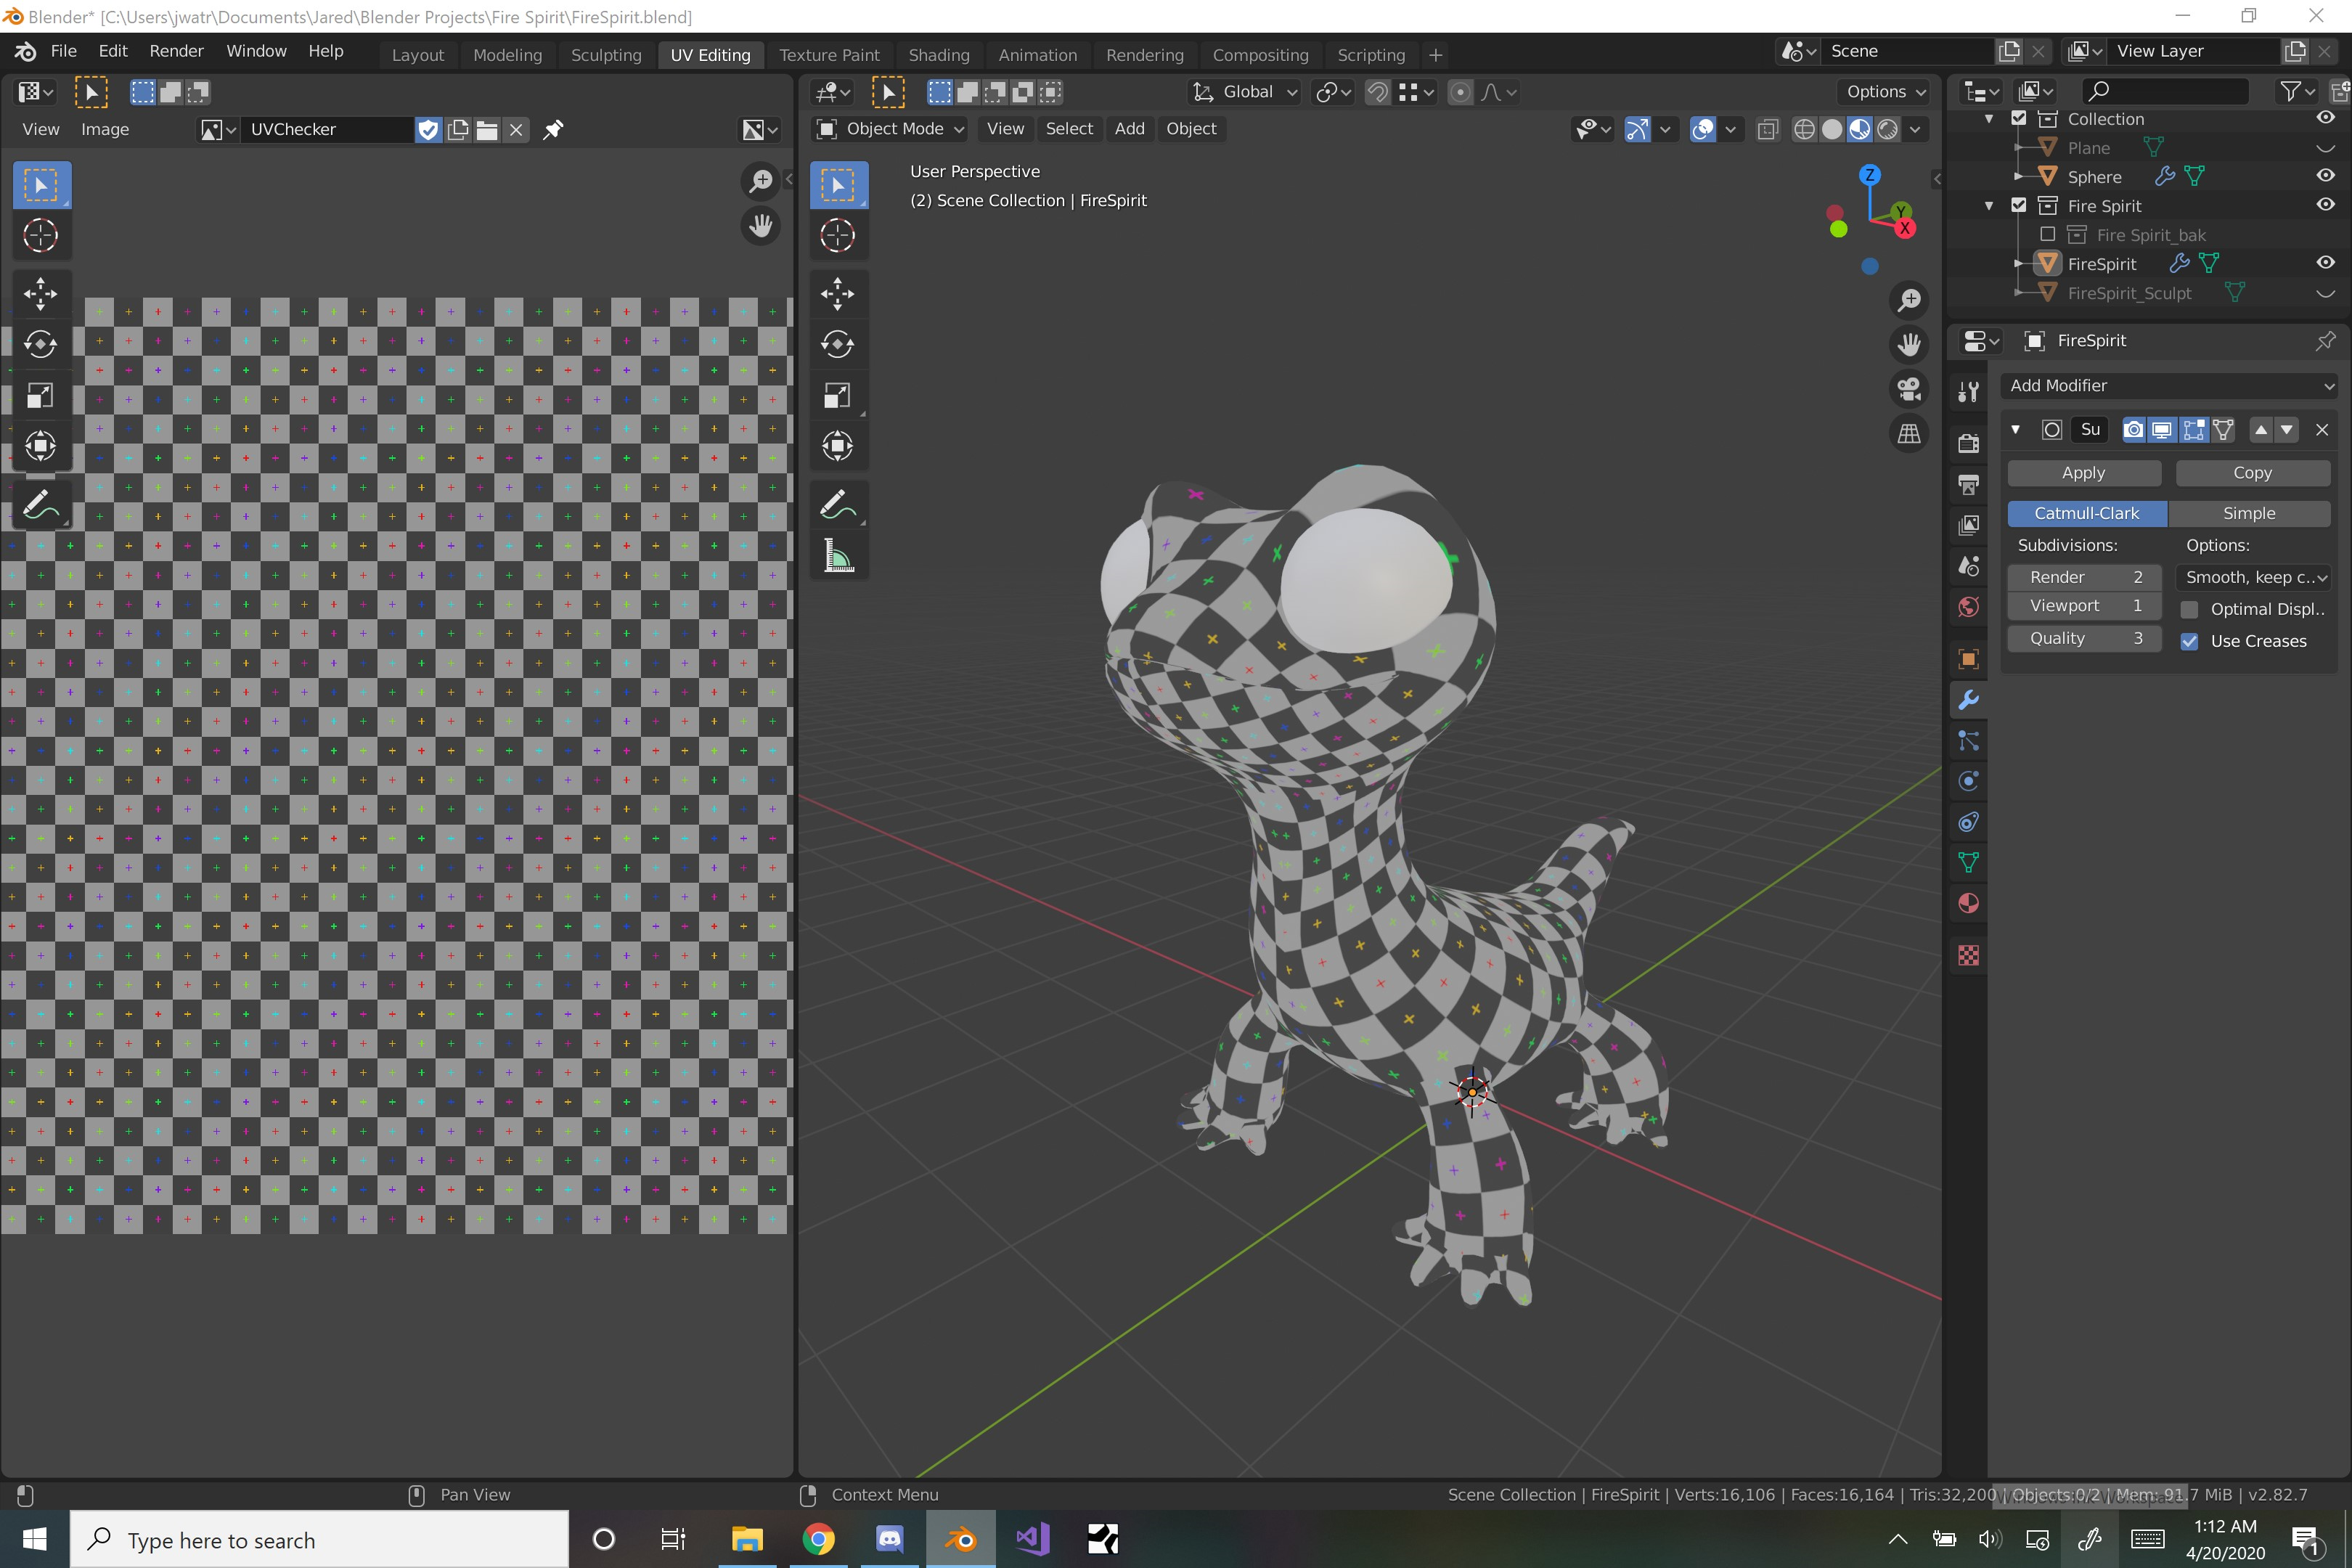 Blender* [C:\Users\jwatr\Documents\Jared\Blender Projects\Fire Spirit\FireSpirit.blend]
File Edit Render Window Help
Layout Modeling Sculpting UV Editing Texture Paint Shading Animation Rendering Compositing Scripting +
Scene
View Layer
Global
Options
View Image
UVChecker
Object Mode View Select Add Object
User Perspective
(2) Scene Collection | FireSpirit
Z
Y
X
Collection
Plane
Sphere
Fire Spirit
Fire Spirit_bak
FireSpirit
FireSpirit_Sculpt
FireSpirit
Add Modifier
Su
Apply Copy
Catmull-Clark Simple
Subdivisions: Options:
Render 2 Smooth, keep c..
Viewport 1 Optimal Displ..
Quality 3 Use Creases
Pan View
Context Menu
Scene Collection | FireSpirit | Verts:16,106 | Faces:16,164 | Tris:32,200 | Objects:0/2 | Mem: 91.7 MiB | v2.82.7
Type here to search
1:12 AM
4/20/2020
1